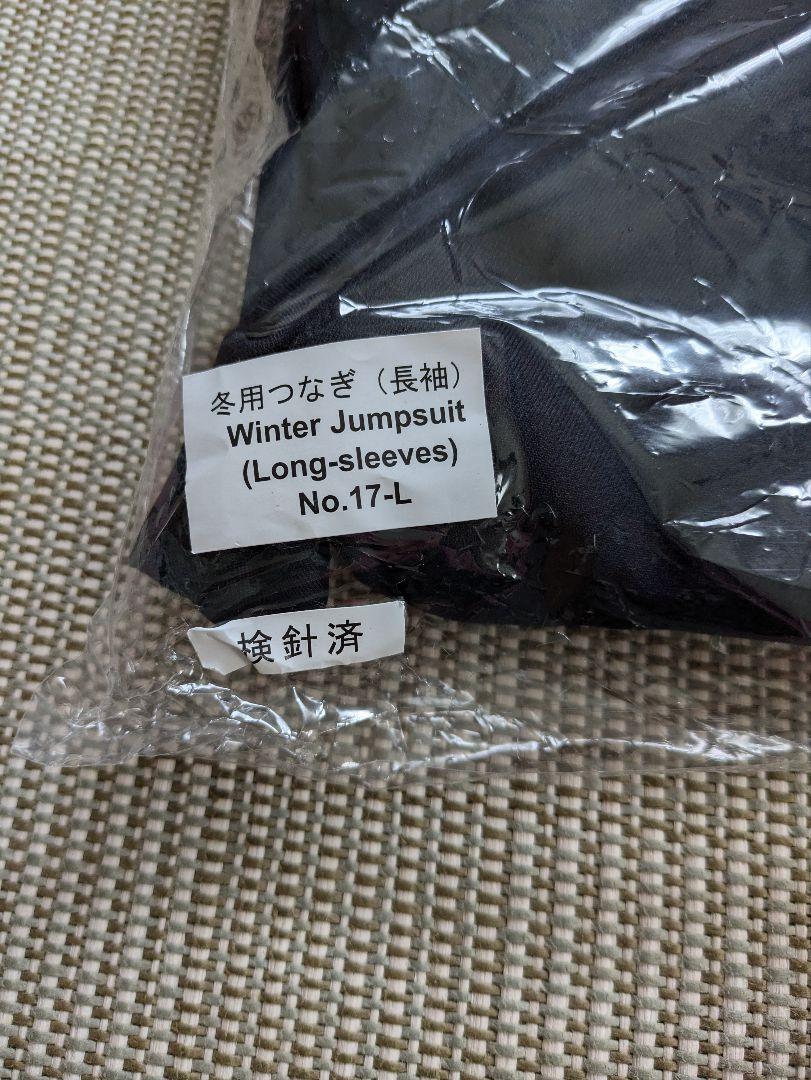 冬用つなぎ（長袖）
Winter Jumpsuit
(Long-sleeves)
No.17-L
検針済